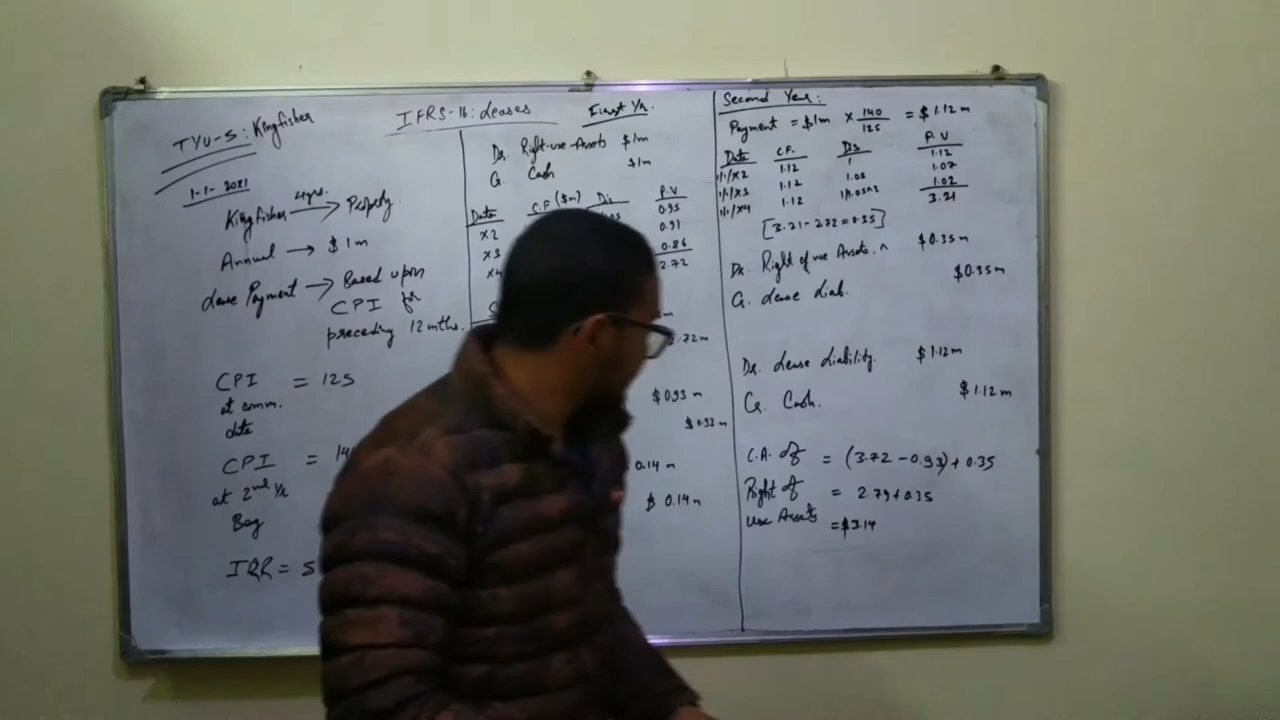 TYU-5: Kingfisher
IFRS-16: Leases
1-1-20X1
Kingfisher 4yrs. → Property.
Annual → $1m
Lease Payment → Based upon
CPI for
preceding 12 mths.
CPI = 125
at comm.
date
CPI = 14
at 2nd Yr
Beg
IRR = 5
First Yr.
Dr. Right-use-Assets $1m
Cr. Cash $1m
Date C.F ($m) Dis P.V
X2 0.95
X3 0.91
X4 0.86
2.72
.72m
$0.93m
$0.93m
0.14m
$0.14m
Second Year:
Payment = $1m x 140/125 = $1.12m
Date C.F. Dis P.V
1/1/X2 1.12 1 1.12
1/1/X3 1.12 1.05 1.07
1/1/X4 1.12 1/1.05^2 1.02
3.21
[3.21-2.72=0.35]
Dr. Right of use Assets. $0.35m
Cr. Lease Liab. $0.35m
Dr. Lease Liability. $1.12m
Cr. Cash. $1.12m
C.A. of = (3.72-0.93)+0.35
Right of = 2.79+0.35
use Assets = $3.14